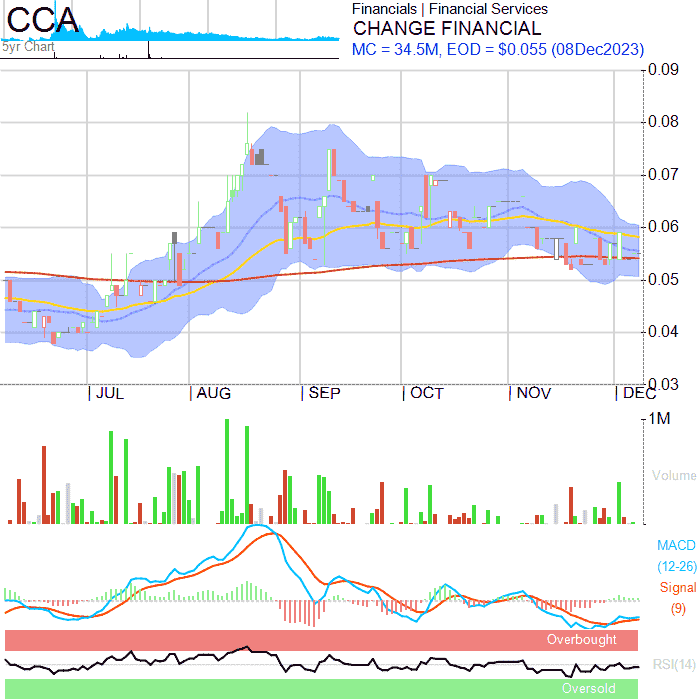 CCA
5yr Chart
Financials | Financial Services
CHANGE FINANCIAL
MC = 34.5M, EOD = $0.055 (08Dec2023)
0.09
0.08
0.07
0.06
0.05
0.04
0.03
JUL AUG SEP OCT NOV DEC
1M
Volume
MACD
(12-26)
Signal
(9)
Overbought
RSI(14)
Oversold